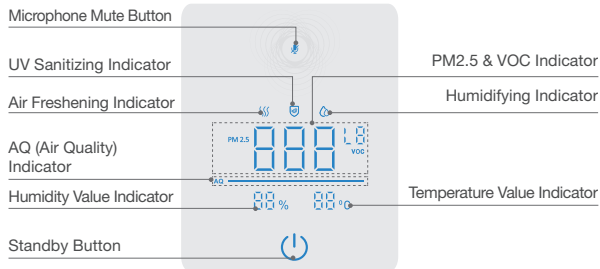 Microphone Mute Button
UV Sanitizing Indicator
PM2.5 & VOC Indicator
Air Freshening Indicator
Humidifying Indicator
PM 2.5
888
L8
VOC
AQ (Air Quality)
Indicator
AQ
Humidity Value Indicator
88 %
88 °C
Temperature Value Indicator
Standby Button